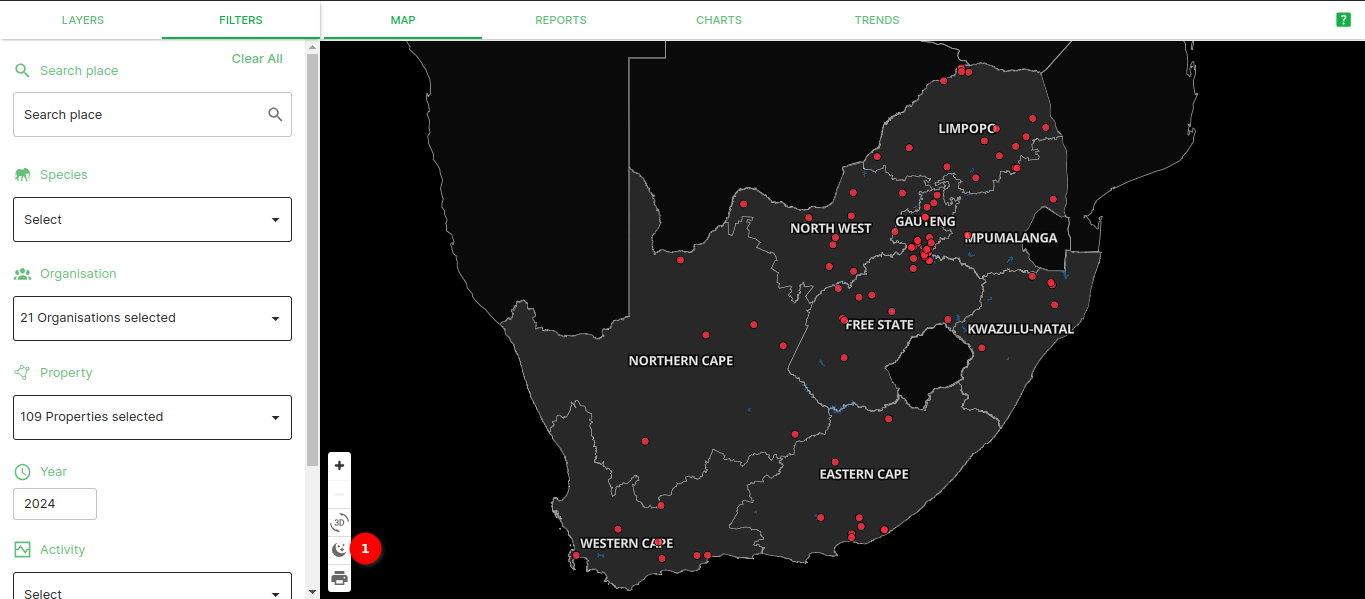 LAYERS
FILTERS
MAP
REPORTS
CHARTS
TRENDS
?
Clear All
Search place
Search place
Species
Select
Organisation
21 Organisations selected
Property
109 Properties selected
Year
2024
Activity
Select
LIMPOPO
NORTH WEST
GAUTENG
MPUMALANGA
FREE STATE
KWAZULU-NATAL
NORTHERN CAPE
EASTERN CAPE
WESTERN CAPE
+
3D
1